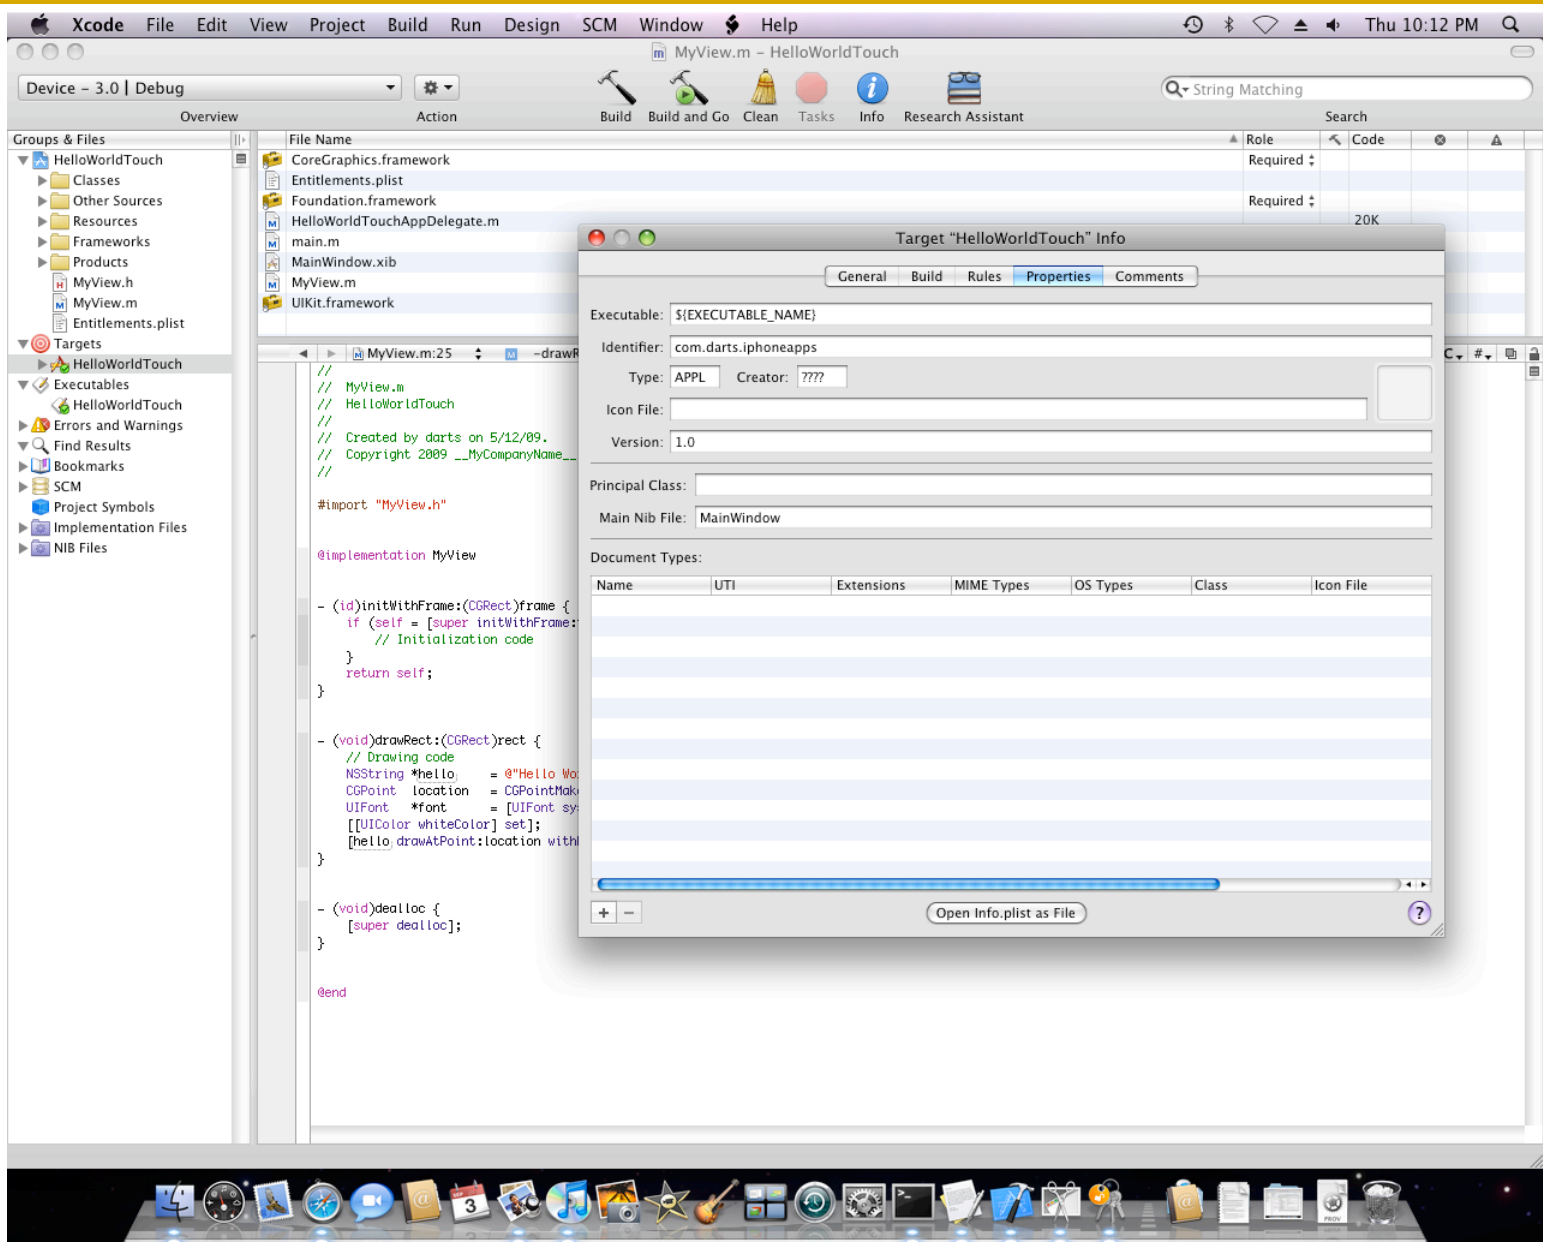 Xcode File Edit View Project Build Run Design SCM Window Help Thu 10:12 PM
MyView.m – HelloWorldTouch
Device – 3.0 | Debug
String Matching
Overview Action Build Build and Go Clean Tasks Info Research Assistant Search
Groups & Files
HelloWorldTouch
Classes
Other Sources
Resources
Frameworks
Products
MyView.h
MyView.m
Entitlements.plist
Targets
HelloWorldTouch
Executables
HelloWorldTouch
Errors and Warnings
Find Results
Bookmarks
SCM
Project Symbols
Implementation Files
NIB Files
File Name Role Code
CoreGraphics.framework Required
Entitlements.plist
Foundation.framework Required
HelloWorldTouchAppDelegate.m 20K
main.m
MainWindow.xib
MyView.m
UIKit.framework
MyView.m:25 M -drawR C #
//
// MyView.m
// HelloWorldTouch
//
// Created by darts on 5/12/09.
// Copyright 2009 __MyCompanyName__
//
#import "MyView.h"
@implementation MyView
- (id)initWithFrame:(CGRect)frame {
if (self = [super initWithFrame:
// Initialization code
}
return self;
}
- (void)drawRect:(CGRect)rect {
// Drawing code
NSString *hello = @"Hello Wo
CGPoint location = CGPointMak
UIFont *font = [UIFont sy
[[UIColor whiteColor] set];
[hello drawAtPoint:location with
}
- (void)dealloc {
[super dealloc];
}
@end
Target “HelloWorldTouch” Info
General Build Rules Properties Comments
Executable: ${EXECUTABLE_NAME}
Identifier: com.darts.iphoneapps
Type: APPL Creator: ????
Icon File:
Version: 1.0
Principal Class:
Main Nib File: MainWindow
Document Types:
Name UTI Extensions MIME Types OS Types Class Icon File
+ − Open Info.plist as File ?
SEP
3
PROV